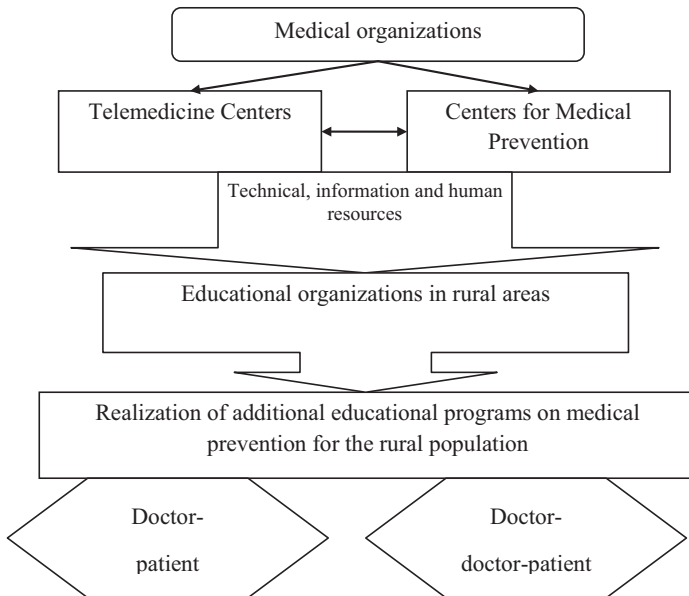 Medical organizations
Telemedicine Centers
Centers for Medical
Prevention
Technical, information and human
resources
Educational organizations in rural areas
Realization of additional educational programs on medical
prevention for the rural population
Doctor-
patient
Doctor-
doctor-patient